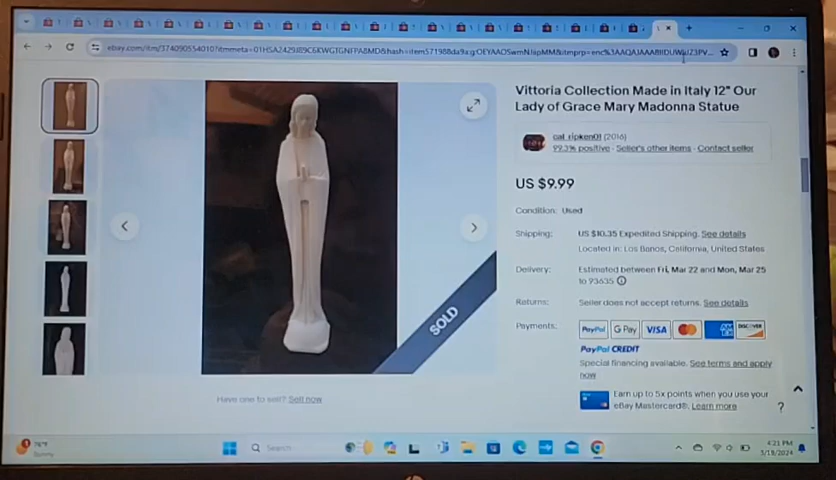 Vittoria Collection Made in Italy 12" Our
Lady of Grace Mary Madonna Statue
cal_ripken01 (2016)
99.3% positive · Seller's other items · Contact seller
US $9.99
Condition: Used
Shipping: US $10.35 Expedited Shipping. See details
Located in: Los Banos, California, United States
Delivery: Estimated between Fri, Mar 22 and Mon, Mar 25
to 93635
Returns: Seller does not accept returns. See details
Payments: PayPal G Pay VISA DISCOVER
PayPal CREDIT
Special financing available. See terms and apply
now
Earn up to 5x points when you use your
eBay Mastercard®. Learn more
?
SOLD
Have one to sell? Sell now
76°F
Sunny
Search
4:21 PM
3/18/2024